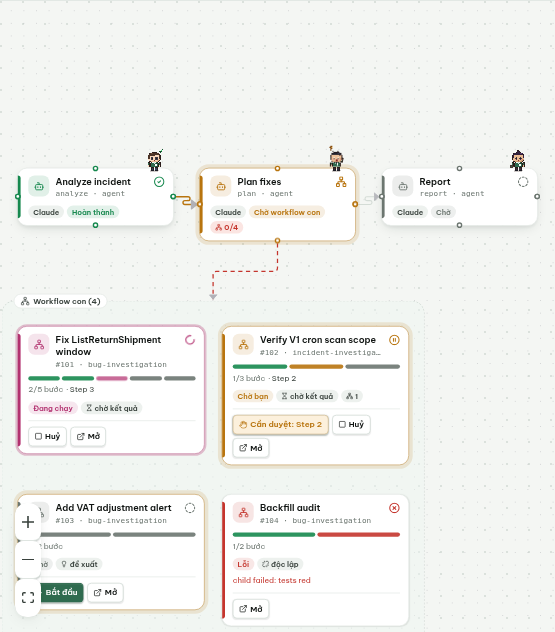 Analyze incident
analyze · agent
Claude Hoàn thành
Plan fixes
plan · agent
Claude Chờ workflow con
0/4
Report
report · agent
Claude Chờ
Workflow con (4)
Fix ListReturnShipment
window
#101 · bug-investigation
2/5 bước · Step 3
Đang chạy chờ kết quả
Huỷ Mở
Verify V1 cron scan scope
#102 · incident-investiga…
1/3 bước · Step 2
Chờ bạn chờ kết quả 1
Cần duyệt: Step 2 Huỷ
Mở
Add VAT adjustment alert
#103 · bug-investigation
bước
đề xuất
Bắt đầu Mở
Backfill audit
#104 · bug-investigation
1/2 bước
Lỗi độc lập
child failed: tests red
Mở